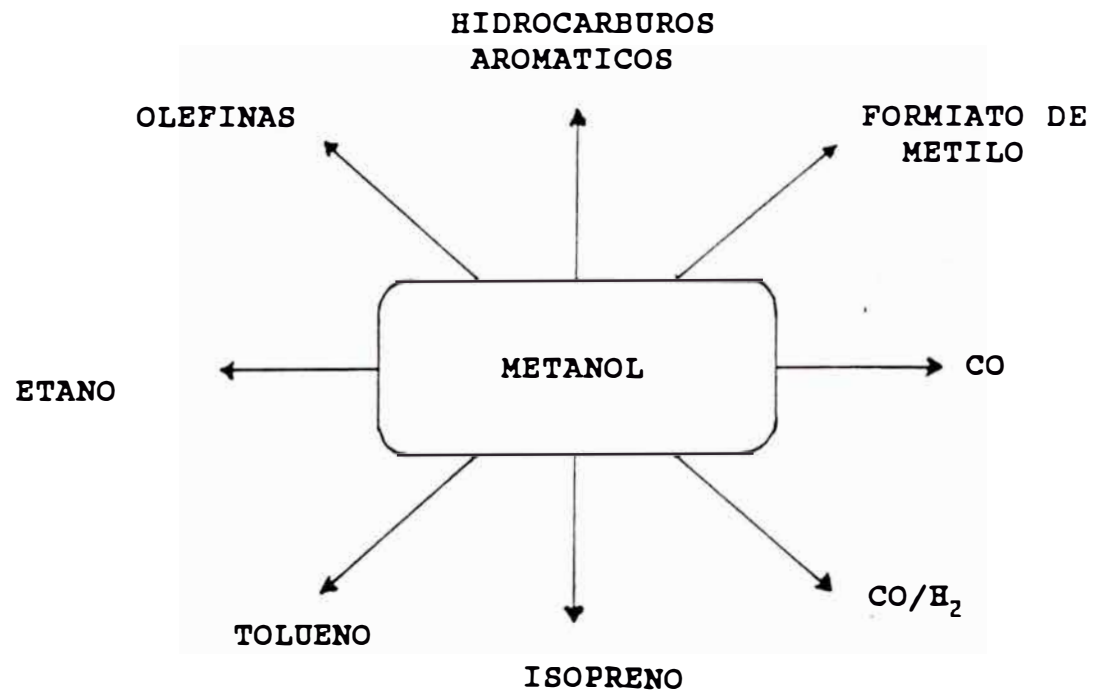 HIDROCARBUROS
AROMATICOS
OLEFINAS
FORMIATO DE
METILO
METANOL
CO
ETANO
CO/H₂
TOLUENO
ISOPRENO